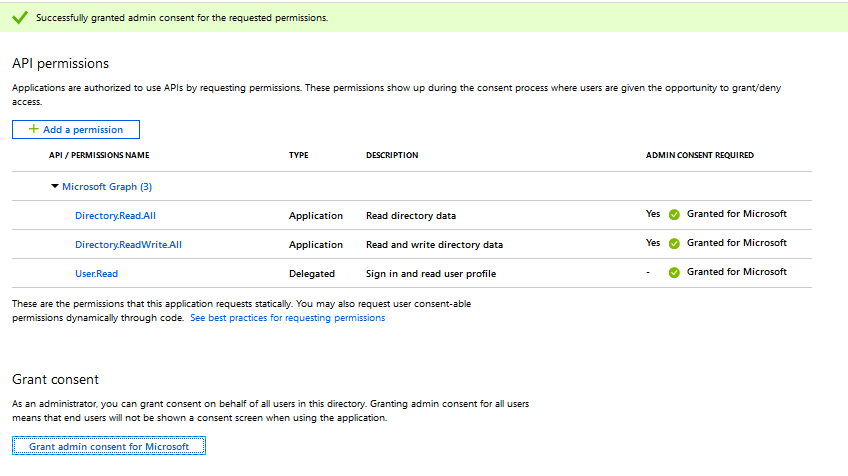 Successfully granted admin consent for the requested permissions.
API permissions
Applications are authorized to use APIs by requesting permissions. These permissions show up during the consent process where users are given the opportunity to grant/deny
access.
+ Add a permission
API / PERMISSIONS NAME TYPE DESCRIPTION ADMIN CONSENT REQUIRED
Microsoft Graph (3)
Directory.Read.All Application Read directory data Yes Granted for Microsoft
Directory.ReadWrite.All Application Read and write directory data Yes Granted for Microsoft
User.Read Delegated Sign in and read user profile - Granted for Microsoft
These are the permissions that this application requests statically. You may also request user consent-able
permissions dynamically through code. See best practices for requesting permissions
Grant consent
As an administrator, you can grant consent on behalf of all users in this directory. Granting admin consent for all users
means that end users will not be shown a consent screen when using the application.
Grant admin consent for Microsoft